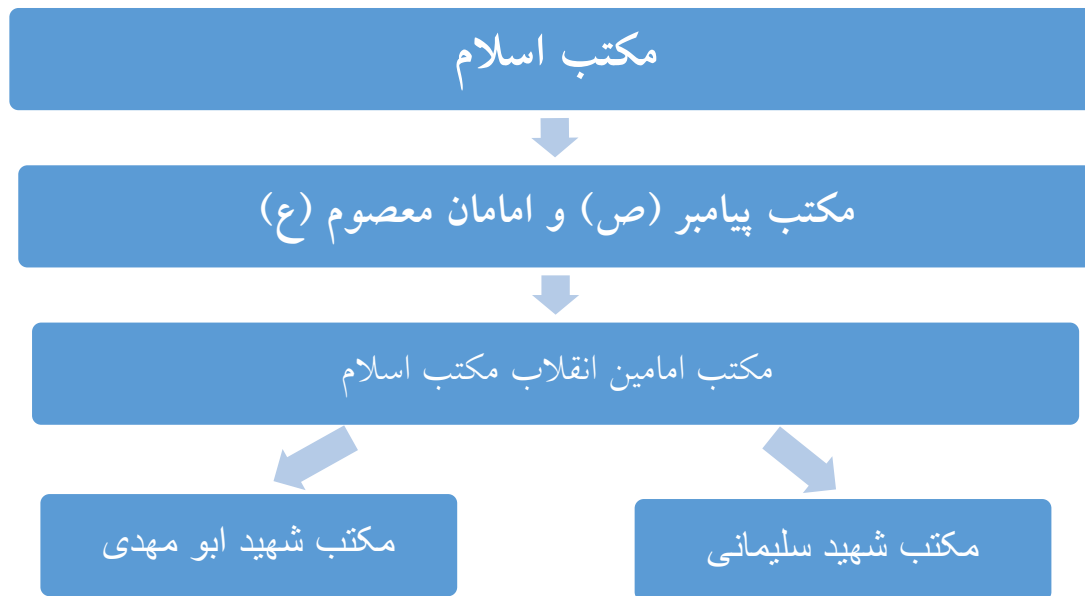 مکتب اسلام
مکتب پیامبر (ص) و امامان معصوم (ع)
مکتب امامین انقلاب مکتب اسلام
مکتب شهید سلیمانی
مکتب شهید ابو مهدی